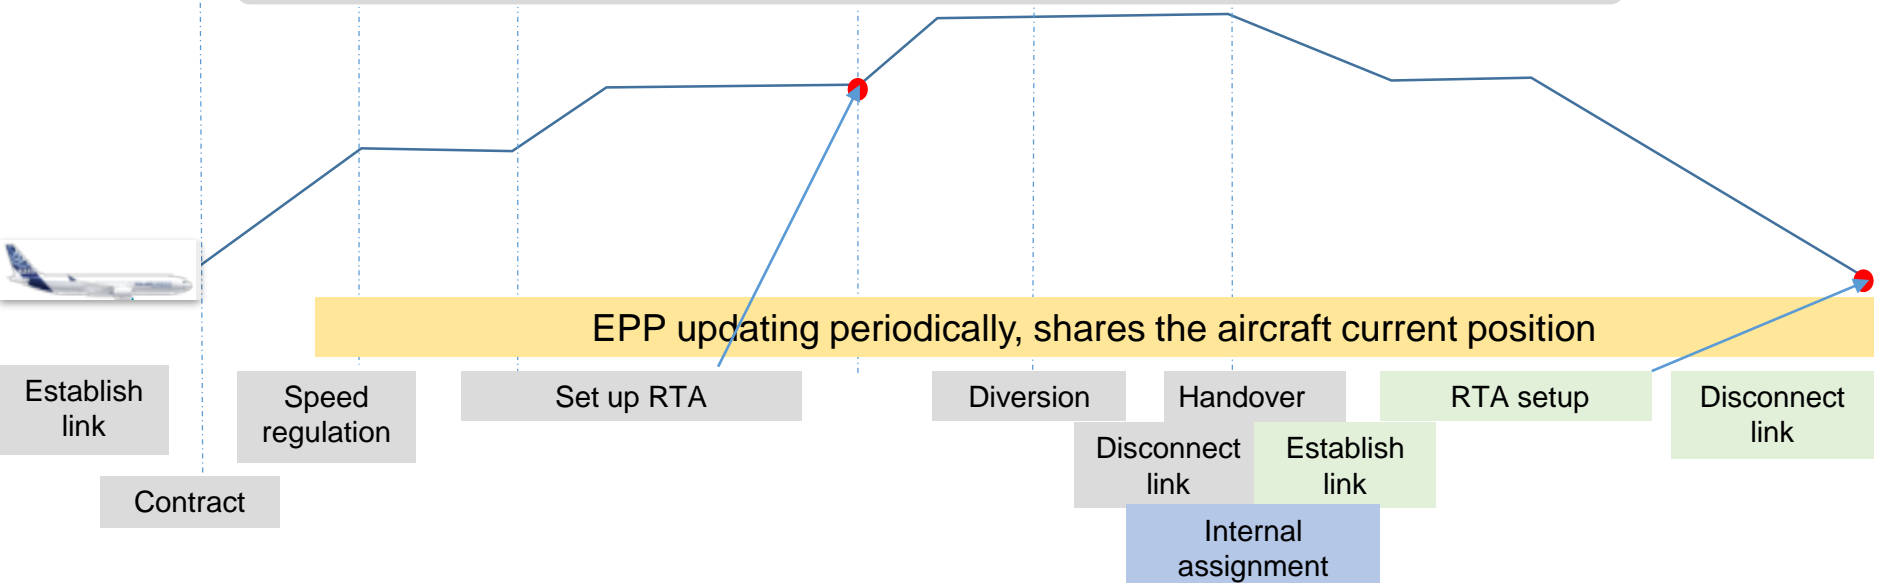 EPP updating periodically, shares the aircraft current position
Establish
link
Speed
regulation
Set up RTA
Diversion
Handover
RTA setup
Disconnect
link
Disconnect
link
Establish
link
Contract
Internal
assignment